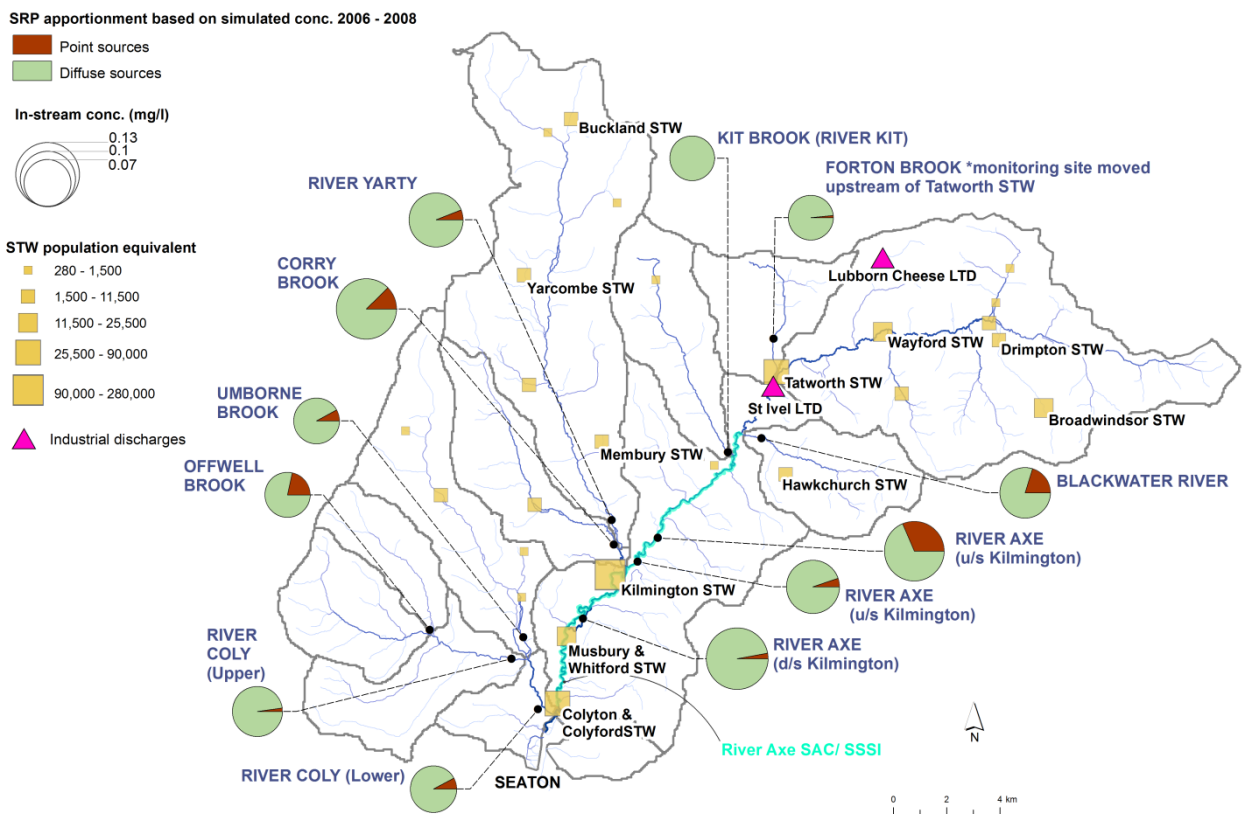 SRP apportionment based on simulated conc. 2006 - 2008
Point sources
Diffuse sources
In-stream conc. (mg/l)
0.13
0.1
0.07
STW population equivalent
280 - 1,500
1,500 - 11,500
11,500 - 25,500
25,500 - 90,000
90,000 - 280,000
Industrial discharges
Buckland STW
KIT BROOK (RIVER KIT)
FORTON BROOK *monitoring site moved
upstream of Tatworth STW
RIVER YARTY
CORRY
BROOK
Yarcombe STW
Lubborn Cheese LTD
Wayford STW
Drimpton STW
Tatworth STW
St Ivel LTD
Broadwindsor STW
UMBORNE
BROOK
OFFWELL
BROOK
Membury STW
Hawkchurch STW
BLACKWATER RIVER
RIVER AXE
(u/s Kilmington)
Kilmington STW
RIVER AXE
(u/s Kilmington)
RIVER
COLY
(Upper)
Musbury &
Whitford STW
RIVER AXE
(d/s Kilmington)
Colyton &
ColyfordSTW
River Axe SAC/ SSSI
RIVER COLY (Lower)
SEATON
N
0 2 4 km